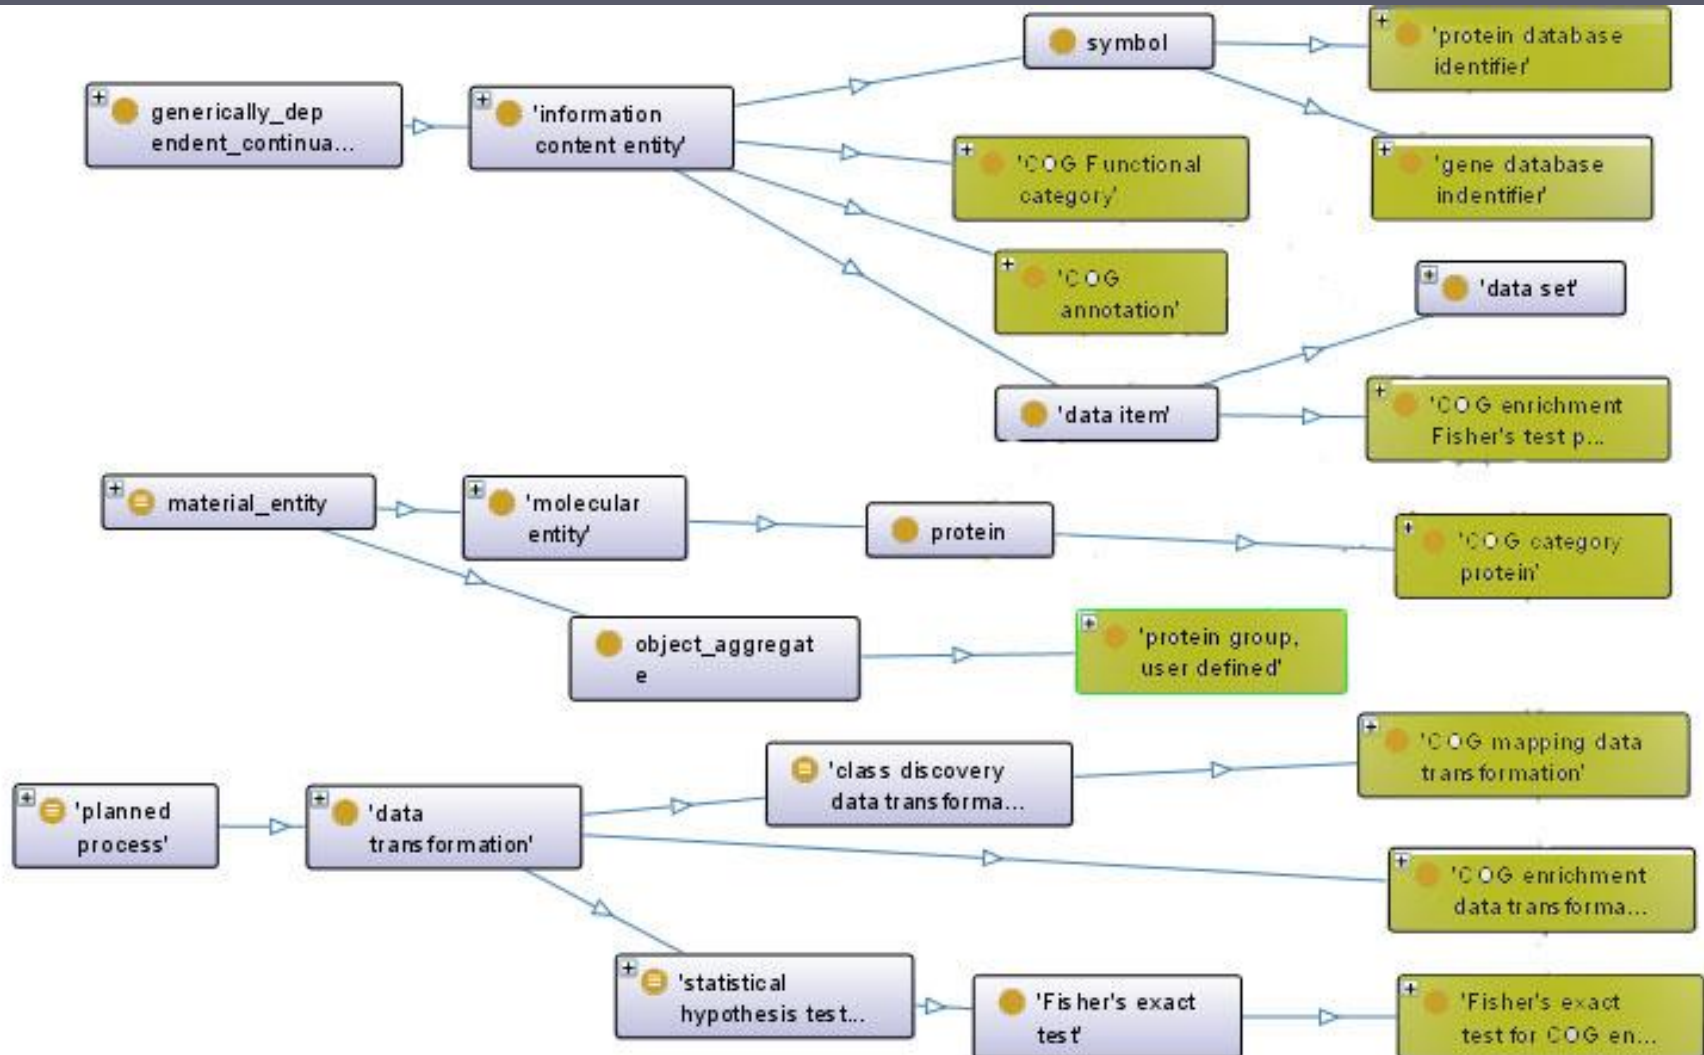 symbol
'protein database
identifier'
generically_dep
endent_continua...
'information
content entity'
'COG Functional
category'
'gene database
indentifier'
'COG
annotation'
'data set'
'data item'
'COG enrichment
Fisher's test p...
material_entity
'molecular
entity'
protein
'COG category
protein'
object_aggregat
e
'protein group,
user defined'
'planned
process'
'data
transformation'
'class discovery
data transforma...
'COG mapping data
transformation'
'COG enrichment
data transforma...
'statistical
hypothesis test...
'Fisher's exact
test'
'Fisher's exact
test for COG en...